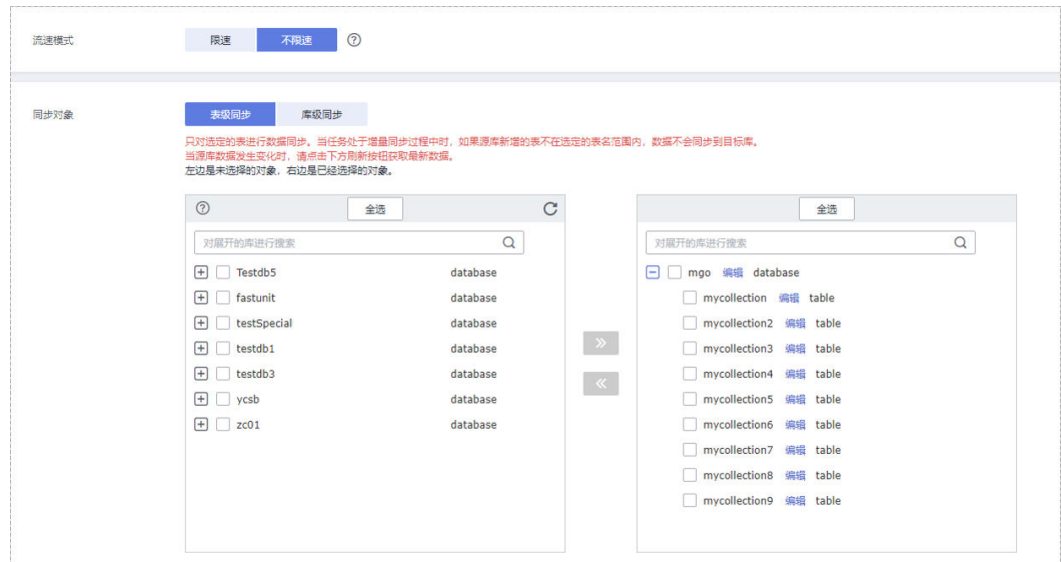 流速模式 限速 不限速
同步对象 表级同步 库级同步
只对选定的表进行数据同步。当任务处于增量同步过程中时，如果源库新增的表不在选定的表名范围内，数据不会同步到目标库。
当源库数据发生变化时，请点击下方刷新按钮获取最新数据。
左边是未选择的对象，右边是已经选择的对象。
全选
对展开的库进行搜索
Testdb5 database
fastunit database
testSpecial database
testdb1 database
testdb3 database
ycsb database
zc01 database
全选
对展开的库进行搜索
mgo 编辑 database
mycollection 编辑 table
mycollection2 编辑 table
mycollection3 编辑 table
mycollection4 编辑 table
mycollection5 编辑 table
mycollection6 编辑 table
mycollection7 编辑 table
mycollection8 编辑 table
mycollection9 编辑 table